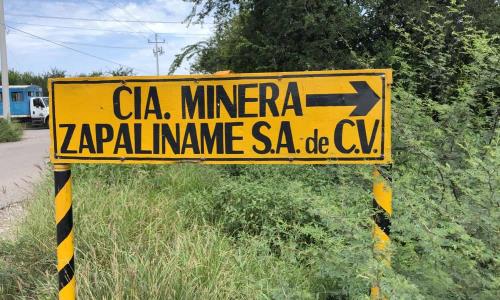 CIA. MINERA
ZAPALINAME S.A. de C.V.